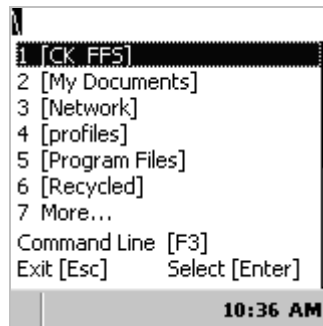 \
1 [CK_FFS]
2 [My Documents]
3 [Network]
4 [profiles]
5 [Program Files]
6 [Recycled]
7 More...
Command Line [F3]
Exit [Esc] Select [Enter]
10:36 AM